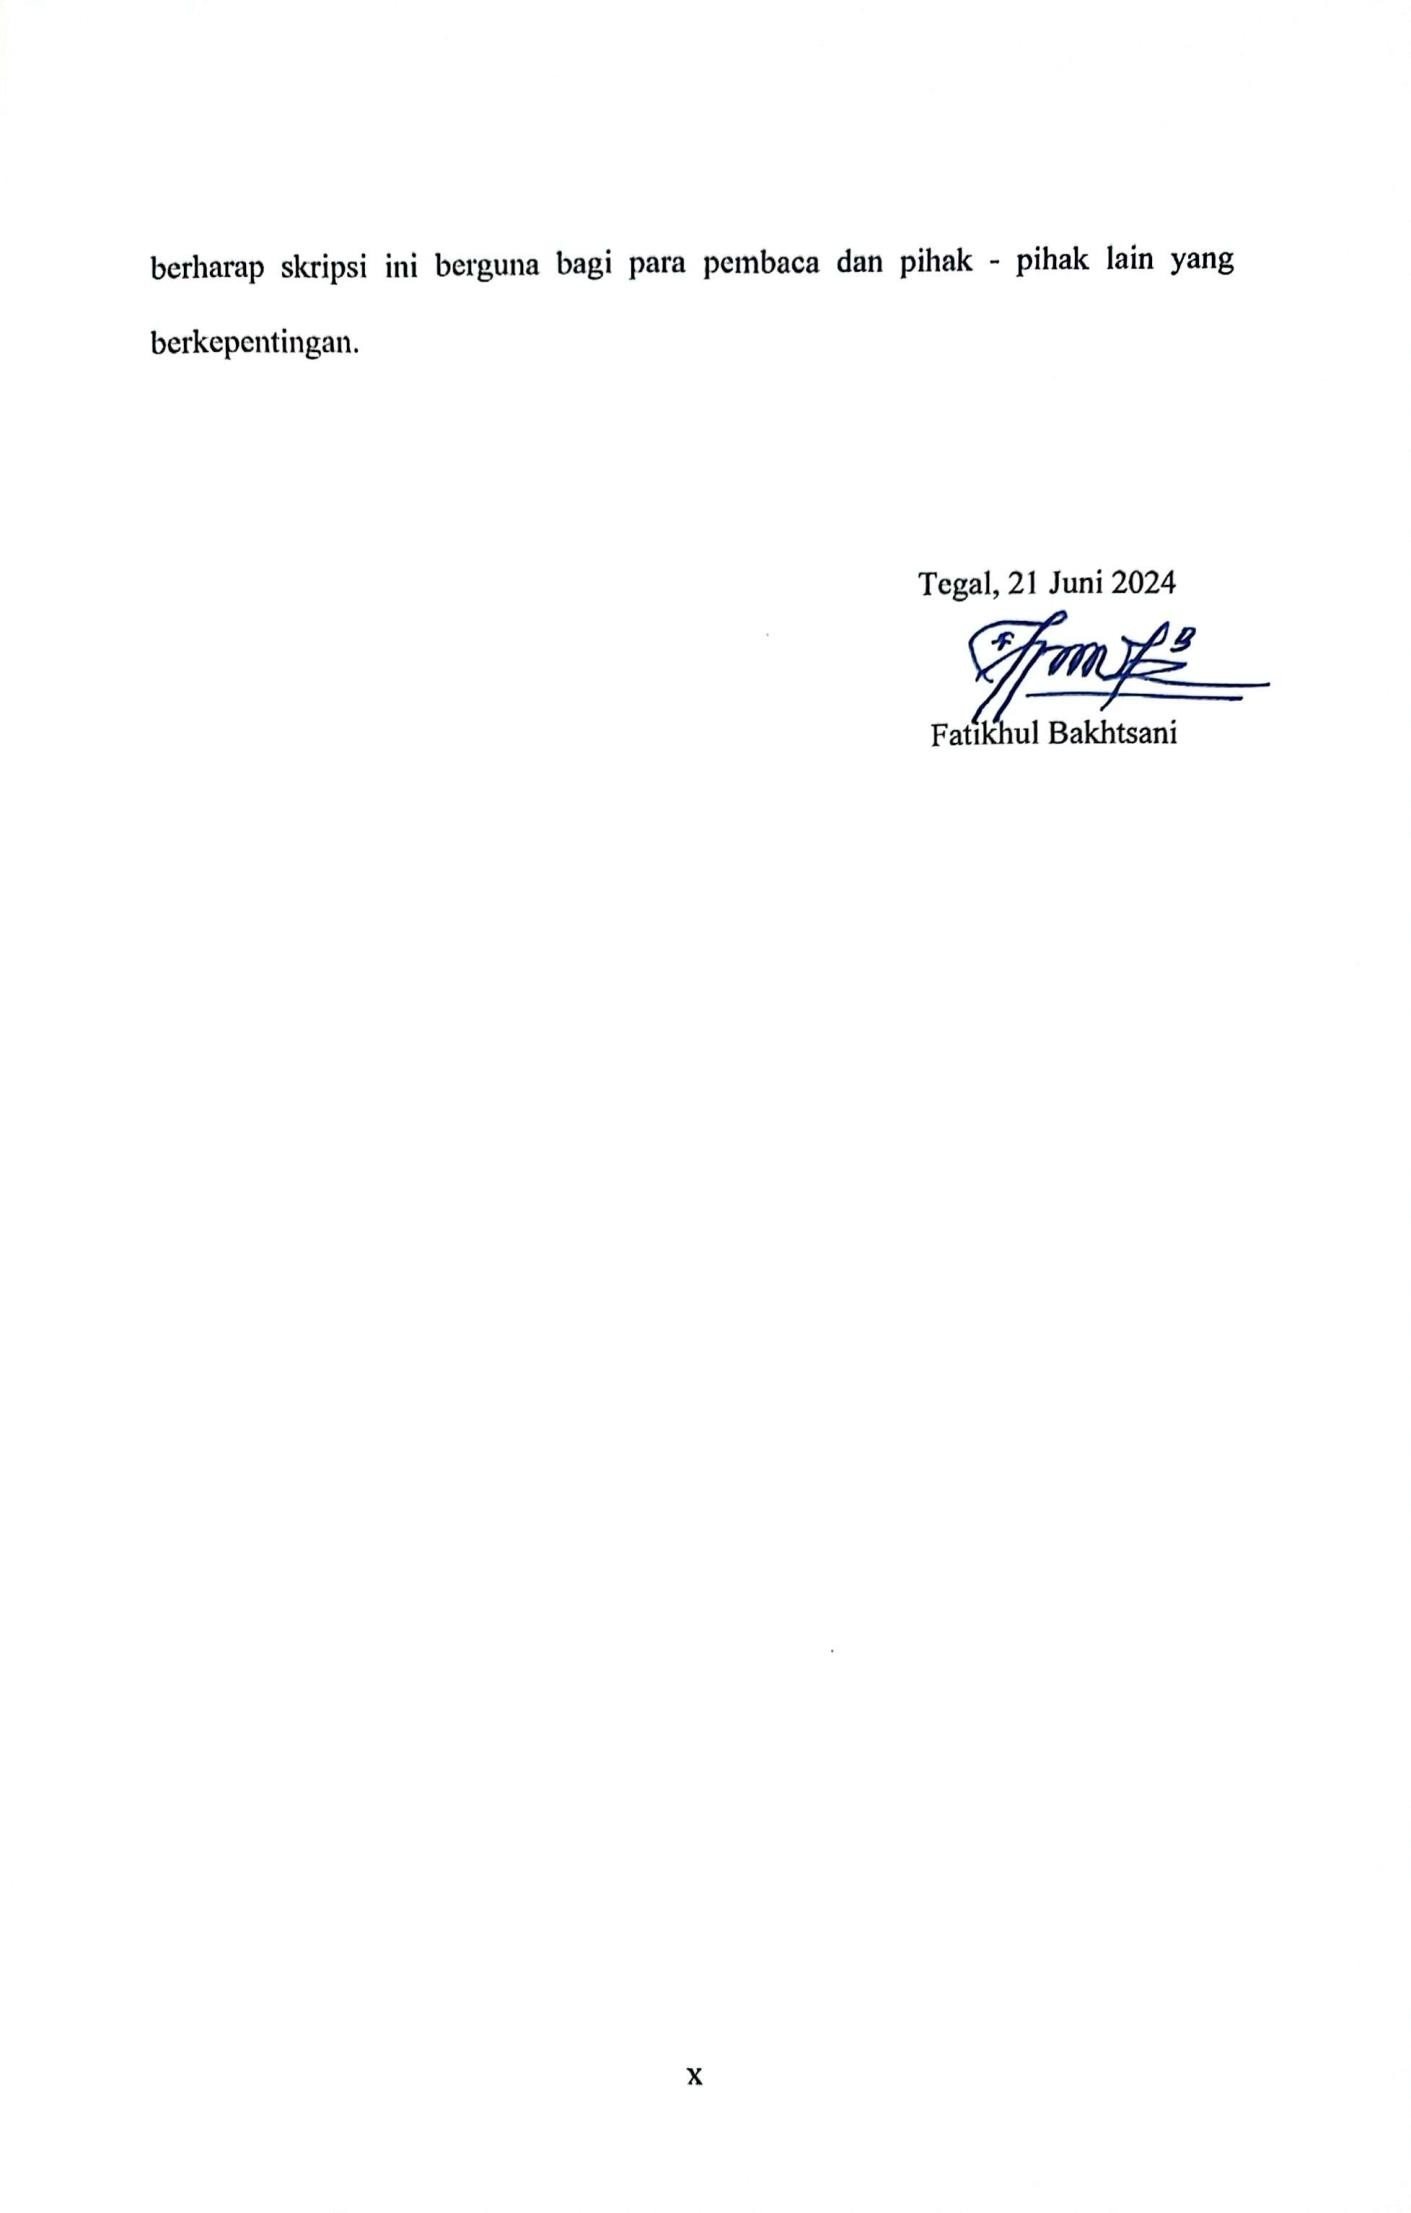 berharap skripsi ini berguna bagi para pembaca dan pihak - pihak lain yang
berkepentingan.
Tegal, 21 Juni 2024
Fatikhul Bakhtsani
x